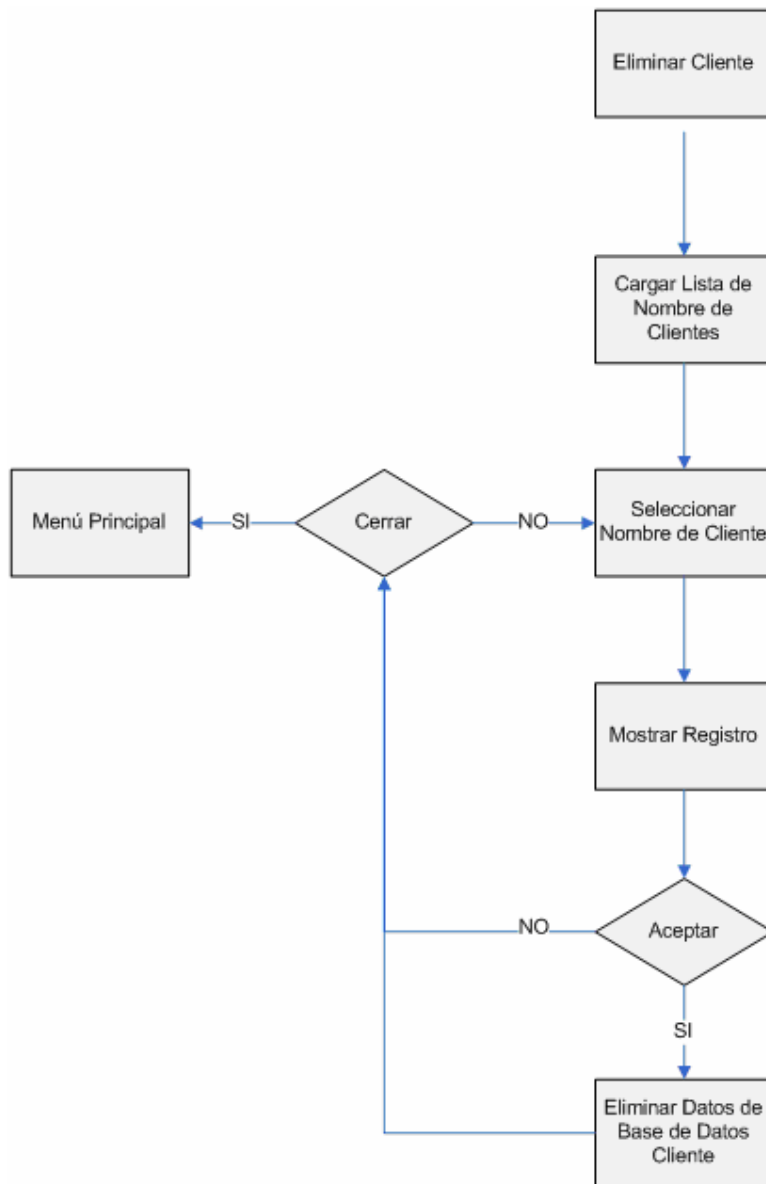 Eliminar Cliente
Cargar Lista de
Nombre de
Clientes
Menú Principal
SI
Cerrar
NO
Seleccionar
Nombre de Cliente
Mostrar Registro
NO
Aceptar
SI
Eliminar Datos de
Base de Datos
Cliente